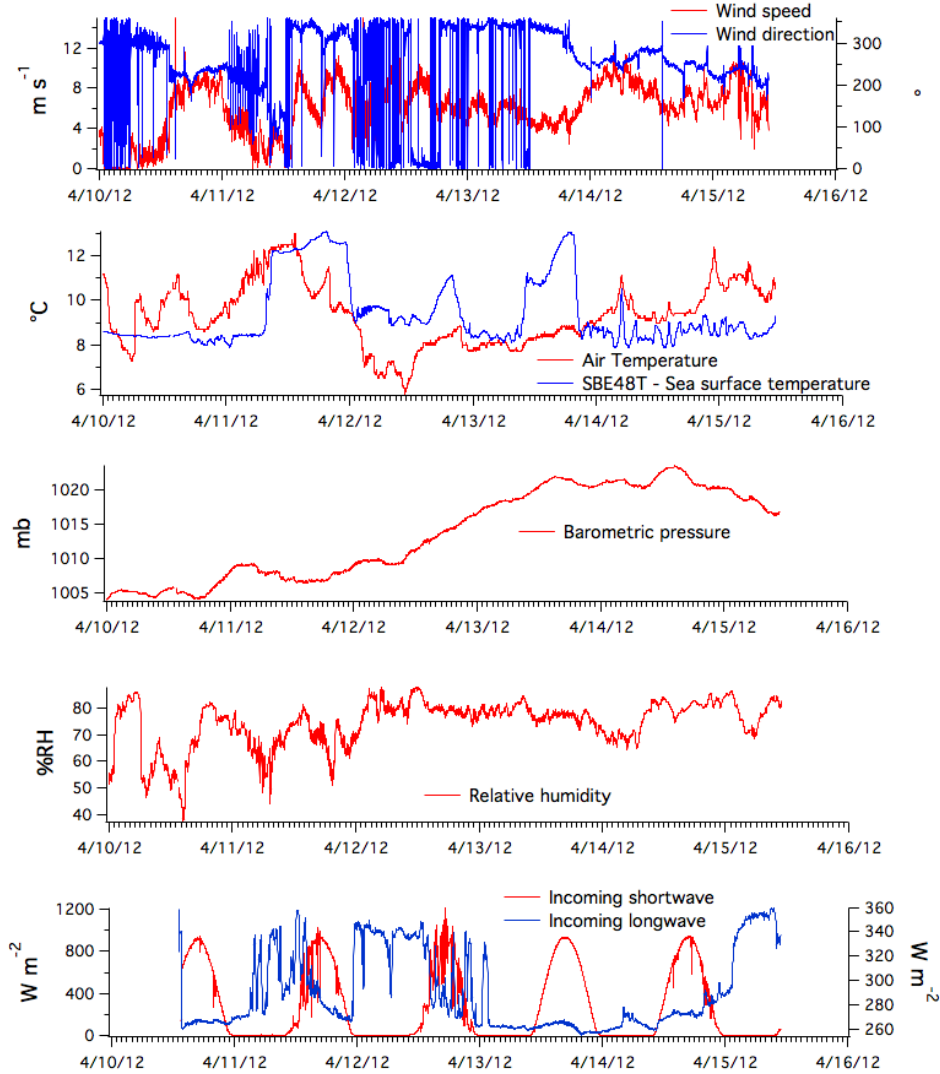 Wind speed
Wind direction
m s-1
12
8
4
0
300
200
100
0
°
4/10/12 4/11/12 4/12/12 4/13/12 4/14/12 4/15/12 4/16/12
°C
12
10
8
6
Air Temperature
SBE48T - Sea surface temperature
4/10/12 4/11/12 4/12/12 4/13/12 4/14/12 4/15/12 4/16/12
mb
1020
1015
1010
1005
Barometric pressure
4/10/12 4/11/12 4/12/12 4/13/12 4/14/12 4/15/12 4/16/12
%RH
80
70
60
50
40
Relative humidity
4/10/12 4/11/12 4/12/12 4/13/12 4/14/12 4/15/12 4/16/12
Incoming shortwave
Incoming longwave
W m-2
1200
800
400
0
360
340
320
300
280
260
W m-2
4/10/12 4/11/12 4/12/12 4/13/12 4/14/12 4/15/12 4/16/12